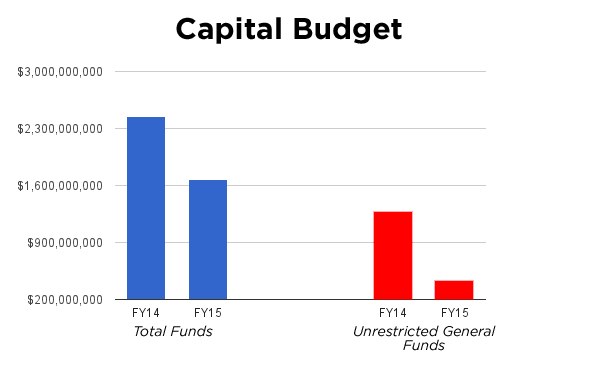 Capital Budget
$3,000,000,000
$2,300,000,000
$1,600,000,000
$900,000,000
$200,000,000
FY14 FY15 FY14 FY15
Total Funds Unrestricted General
Funds